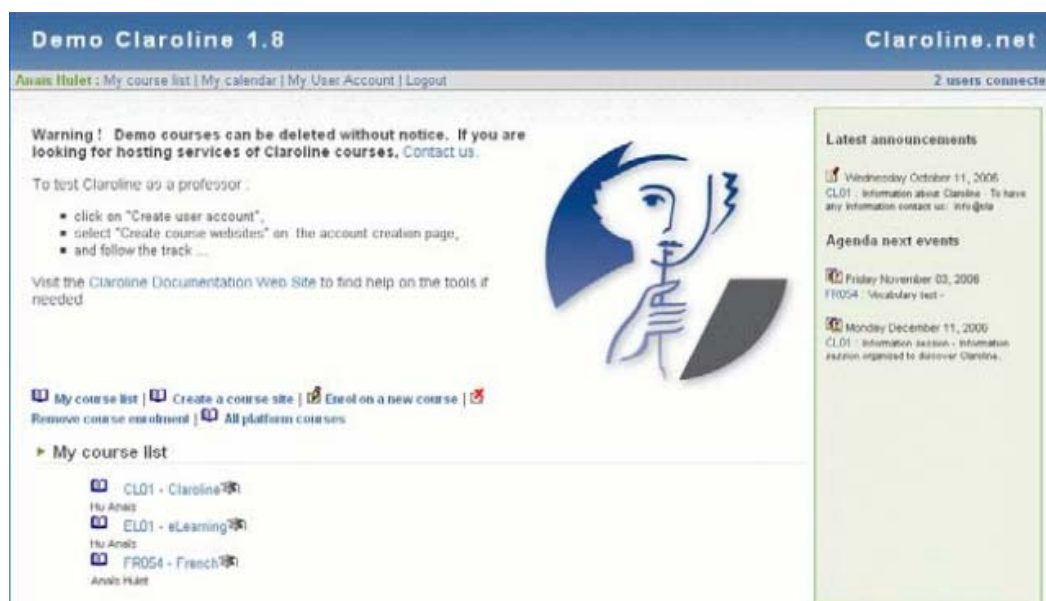 Demo Claroline 1.8
Claroline.net
Anais Hulet : My course list | My calendar | My User Account | Logout
2 users connecte
Warning ! Demo courses can be deleted without notice. If you are
looking for hosting services of Claroline courses, Contact us.
To test Claroline as a professor :
click on "Create user account",
select "Create course websites" on the account creation page,
and follow the track ...
Visit the Claroline Documentation Web Site to find help on the tools if
needed
My course list | Create a course site | Enrol on a new course |
Remove course enrolment | All platform courses
My course list
CL01 - Claroline
Hu Anais
EL01 - eLearning
Hu Anais
FR054 - French
Anais Hulet
Latest announcements
Wednesday October 11, 2006
CL01 : Information about Claroline - To have
any information contact us: info@cla
Agenda next events
Friday November 03, 2006
FR054 : Vocabulary test -
Monday December 11, 2006
CL01 : Information session - Information
session organised to discover Claroline.